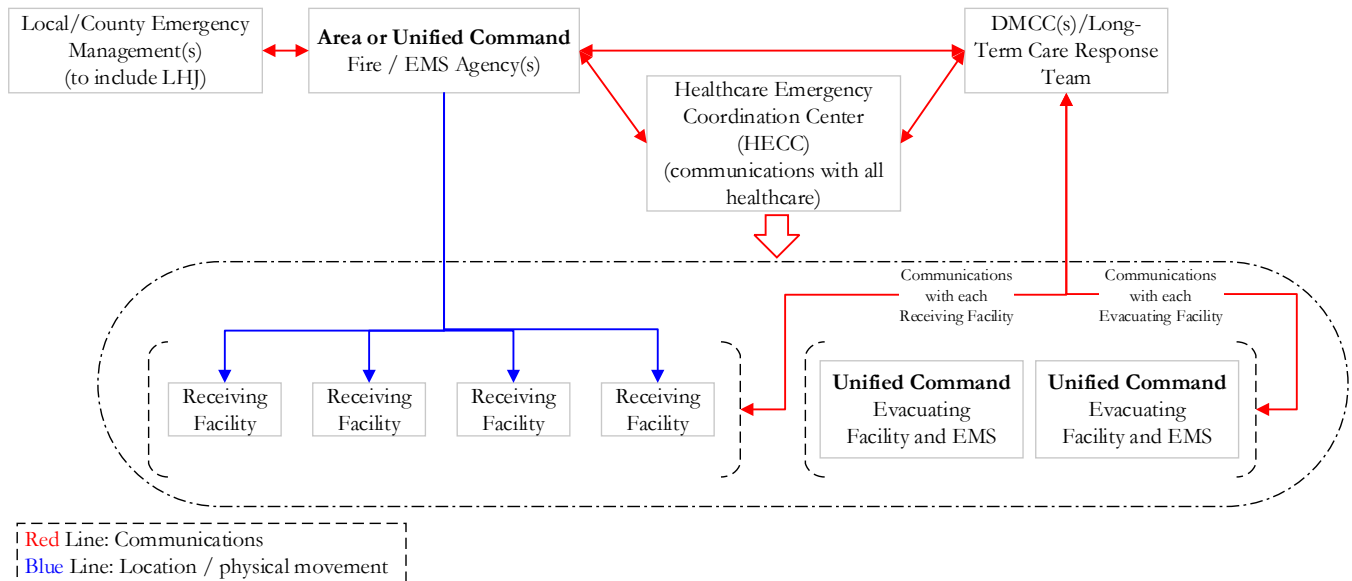 Local/County Emergency
Management(s)
(to include LHJ)
Area or Unified Command
Fire / EMS Agency(s)
DMCC(s)/Long-
Term Care Response
Team
Healthcare Emergency
Coordination Center
(HECC)
(communications with all
healthcare)
Communications
with each
Receiving Facility
Communications
with each
Evacuating Facility
Receiving
Facility
Receiving
Facility
Receiving
Facility
Receiving
Facility
Unified Command
Evacuating
Facility and EMS
Unified Command
Evacuating
Facility and EMS
Red Line: Communications
Blue Line: Location / physical movement